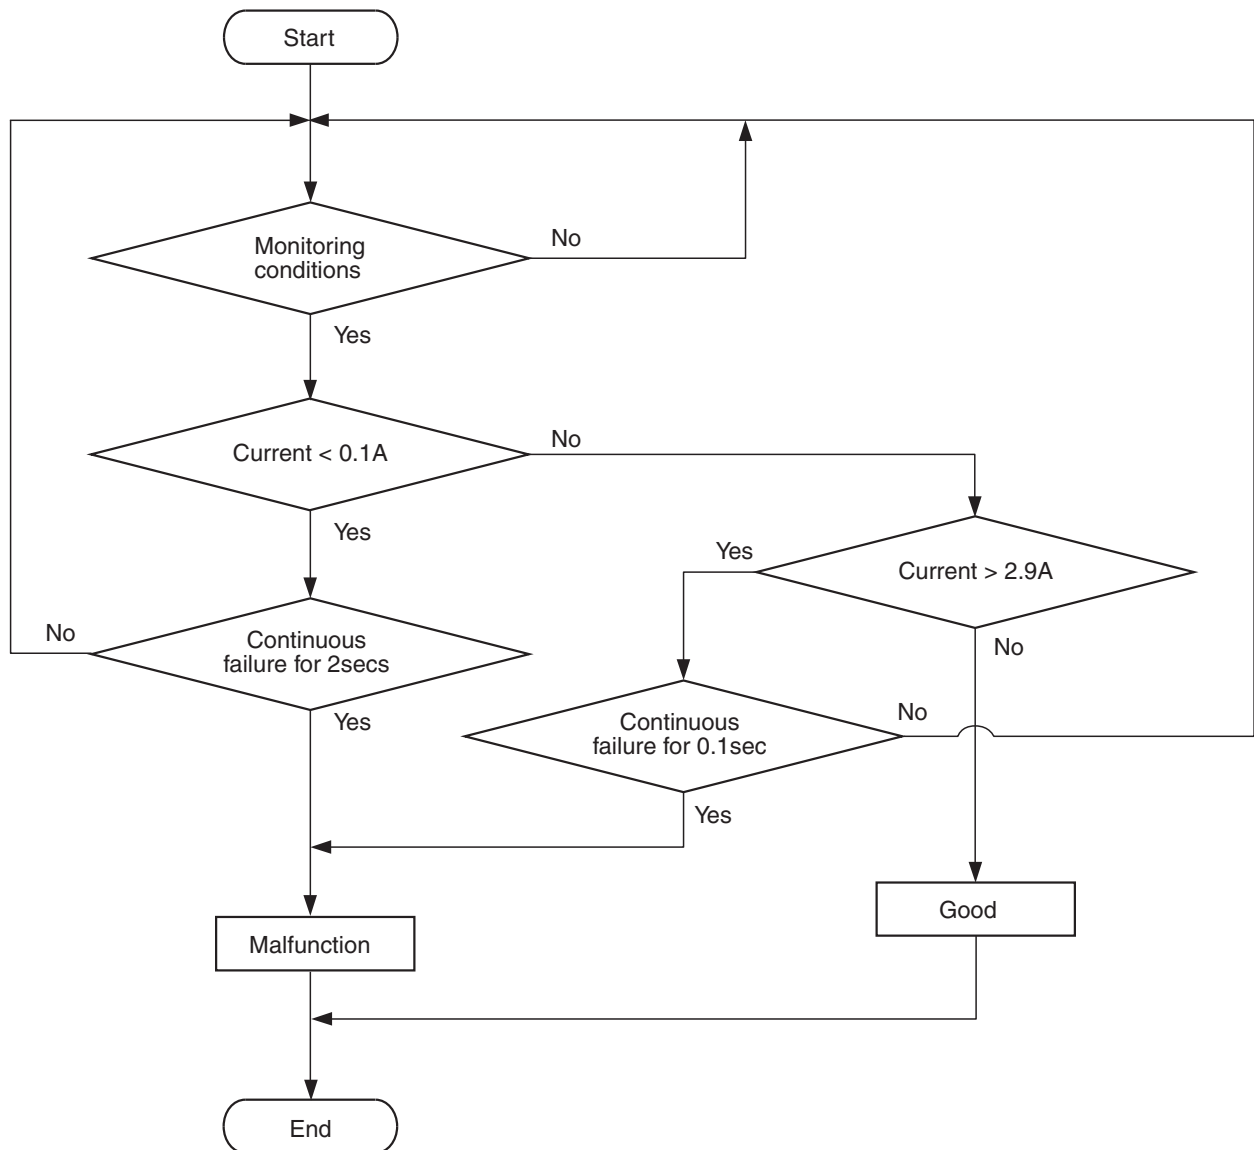 Start
Monitoring
conditions
No
Yes
Current < 0.1A
No
Yes
Current > 2.9A
Yes
No
Continuous
failure for 2secs
No
Yes
Continuous
failure for 0.1sec
No
Yes
Good
Malfunction
End